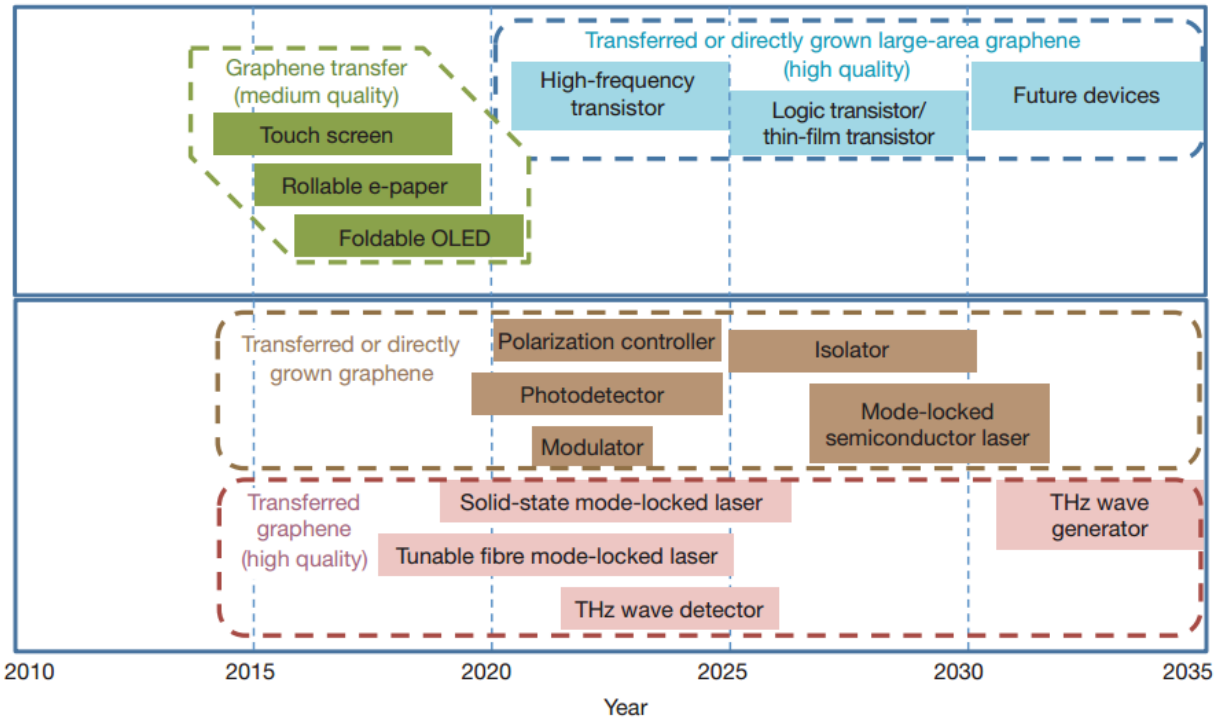 Transferred or directly grown large-area graphene
(high quality)
Graphene transfer
(medium quality)
High-frequency
transistor
Logic transistor/
thin-film transistor
Future devices
Touch screen
Rollable e-paper
Foldable OLED
Transferred or directly
grown graphene
Polarization controller
Isolator
Photodetector
Mode-locked
semiconductor laser
Modulator
Transferred
graphene
(high quality)
Solid-state mode-locked laser
THz wave
generator
Tunable fibre mode-locked laser
THz wave detector
2010
2015
2020
2025
2030
2035
Year